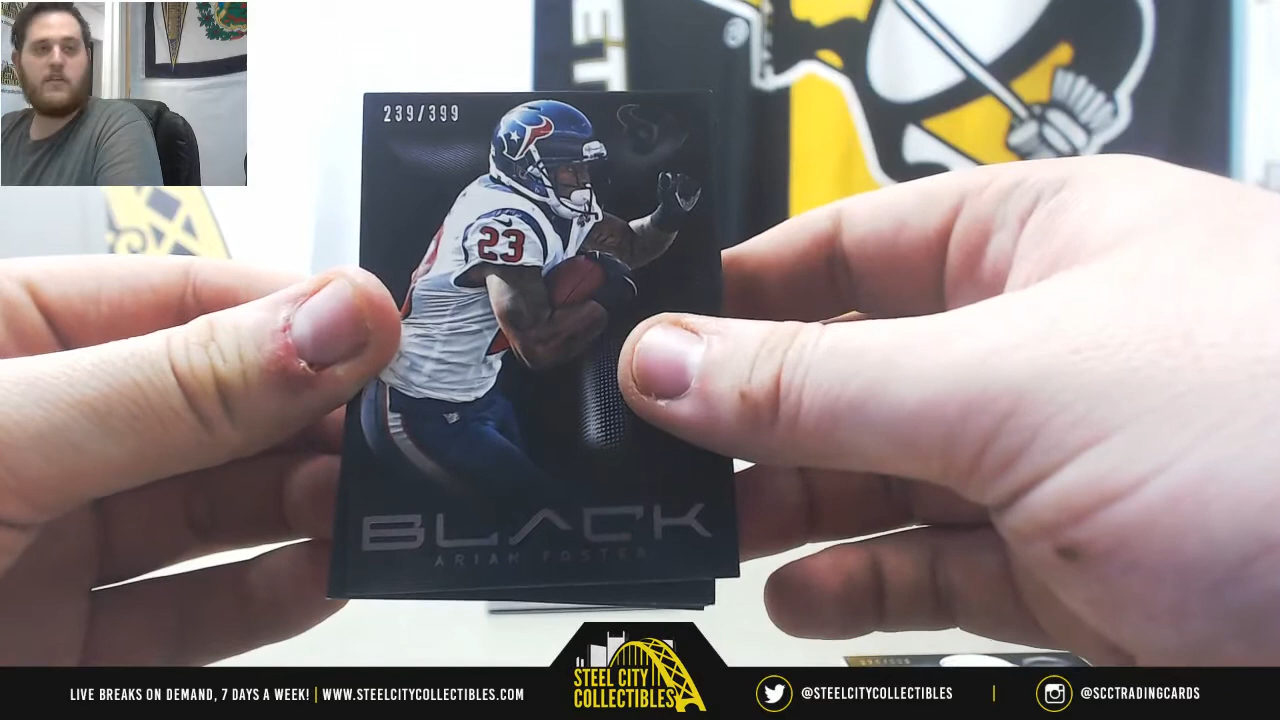 ET
239/399
23
BLACK
ARIAN FOSTER
LIVE BREAKS ON DEMAND, 7 DAYS A WEEK! | WWW.STEELCITYCOLLECTIBLES.COM
STEEL CITY
COLLECTIBLES
@STEELCITYCOLLECTIBLES
|
@SCCTRADINGCARDS